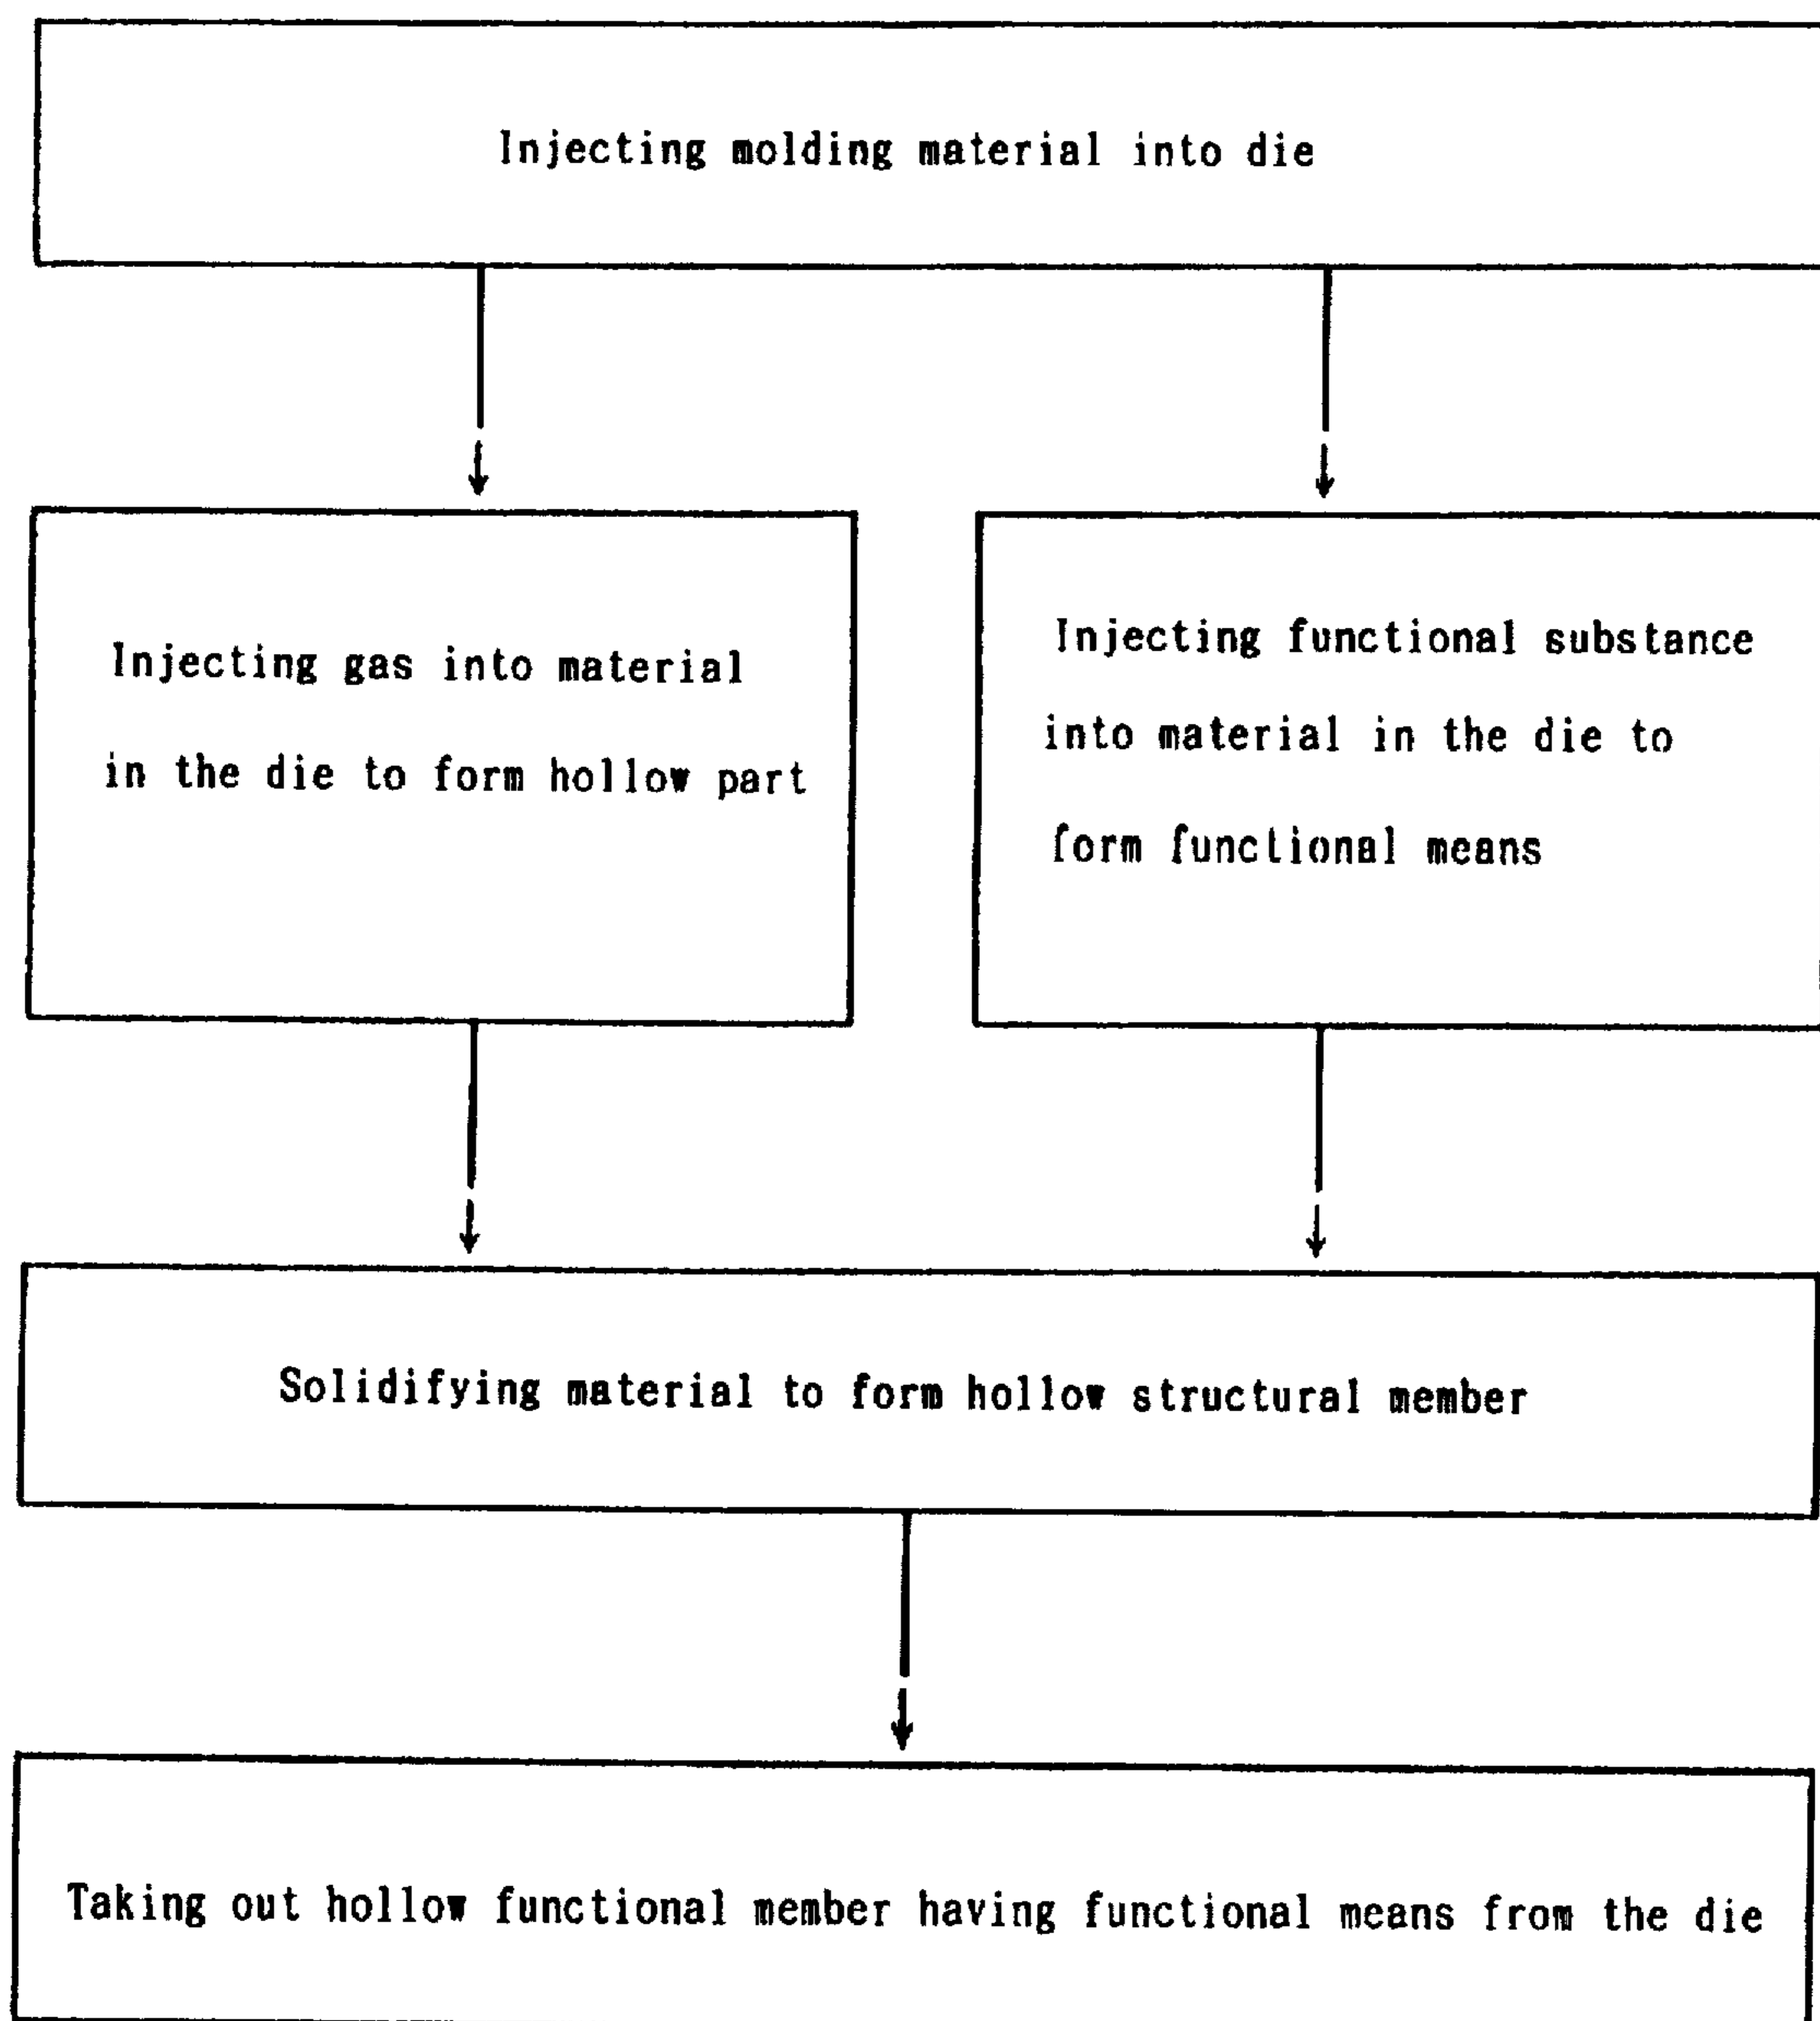 Injecting molding material into die
Injecting gas into material
in the die to form hollow part
Injecting functional substance
into material in the die to
form functional means
Solidifying material to form hollow structural member
Taking out hollow functional member having functional means from the die